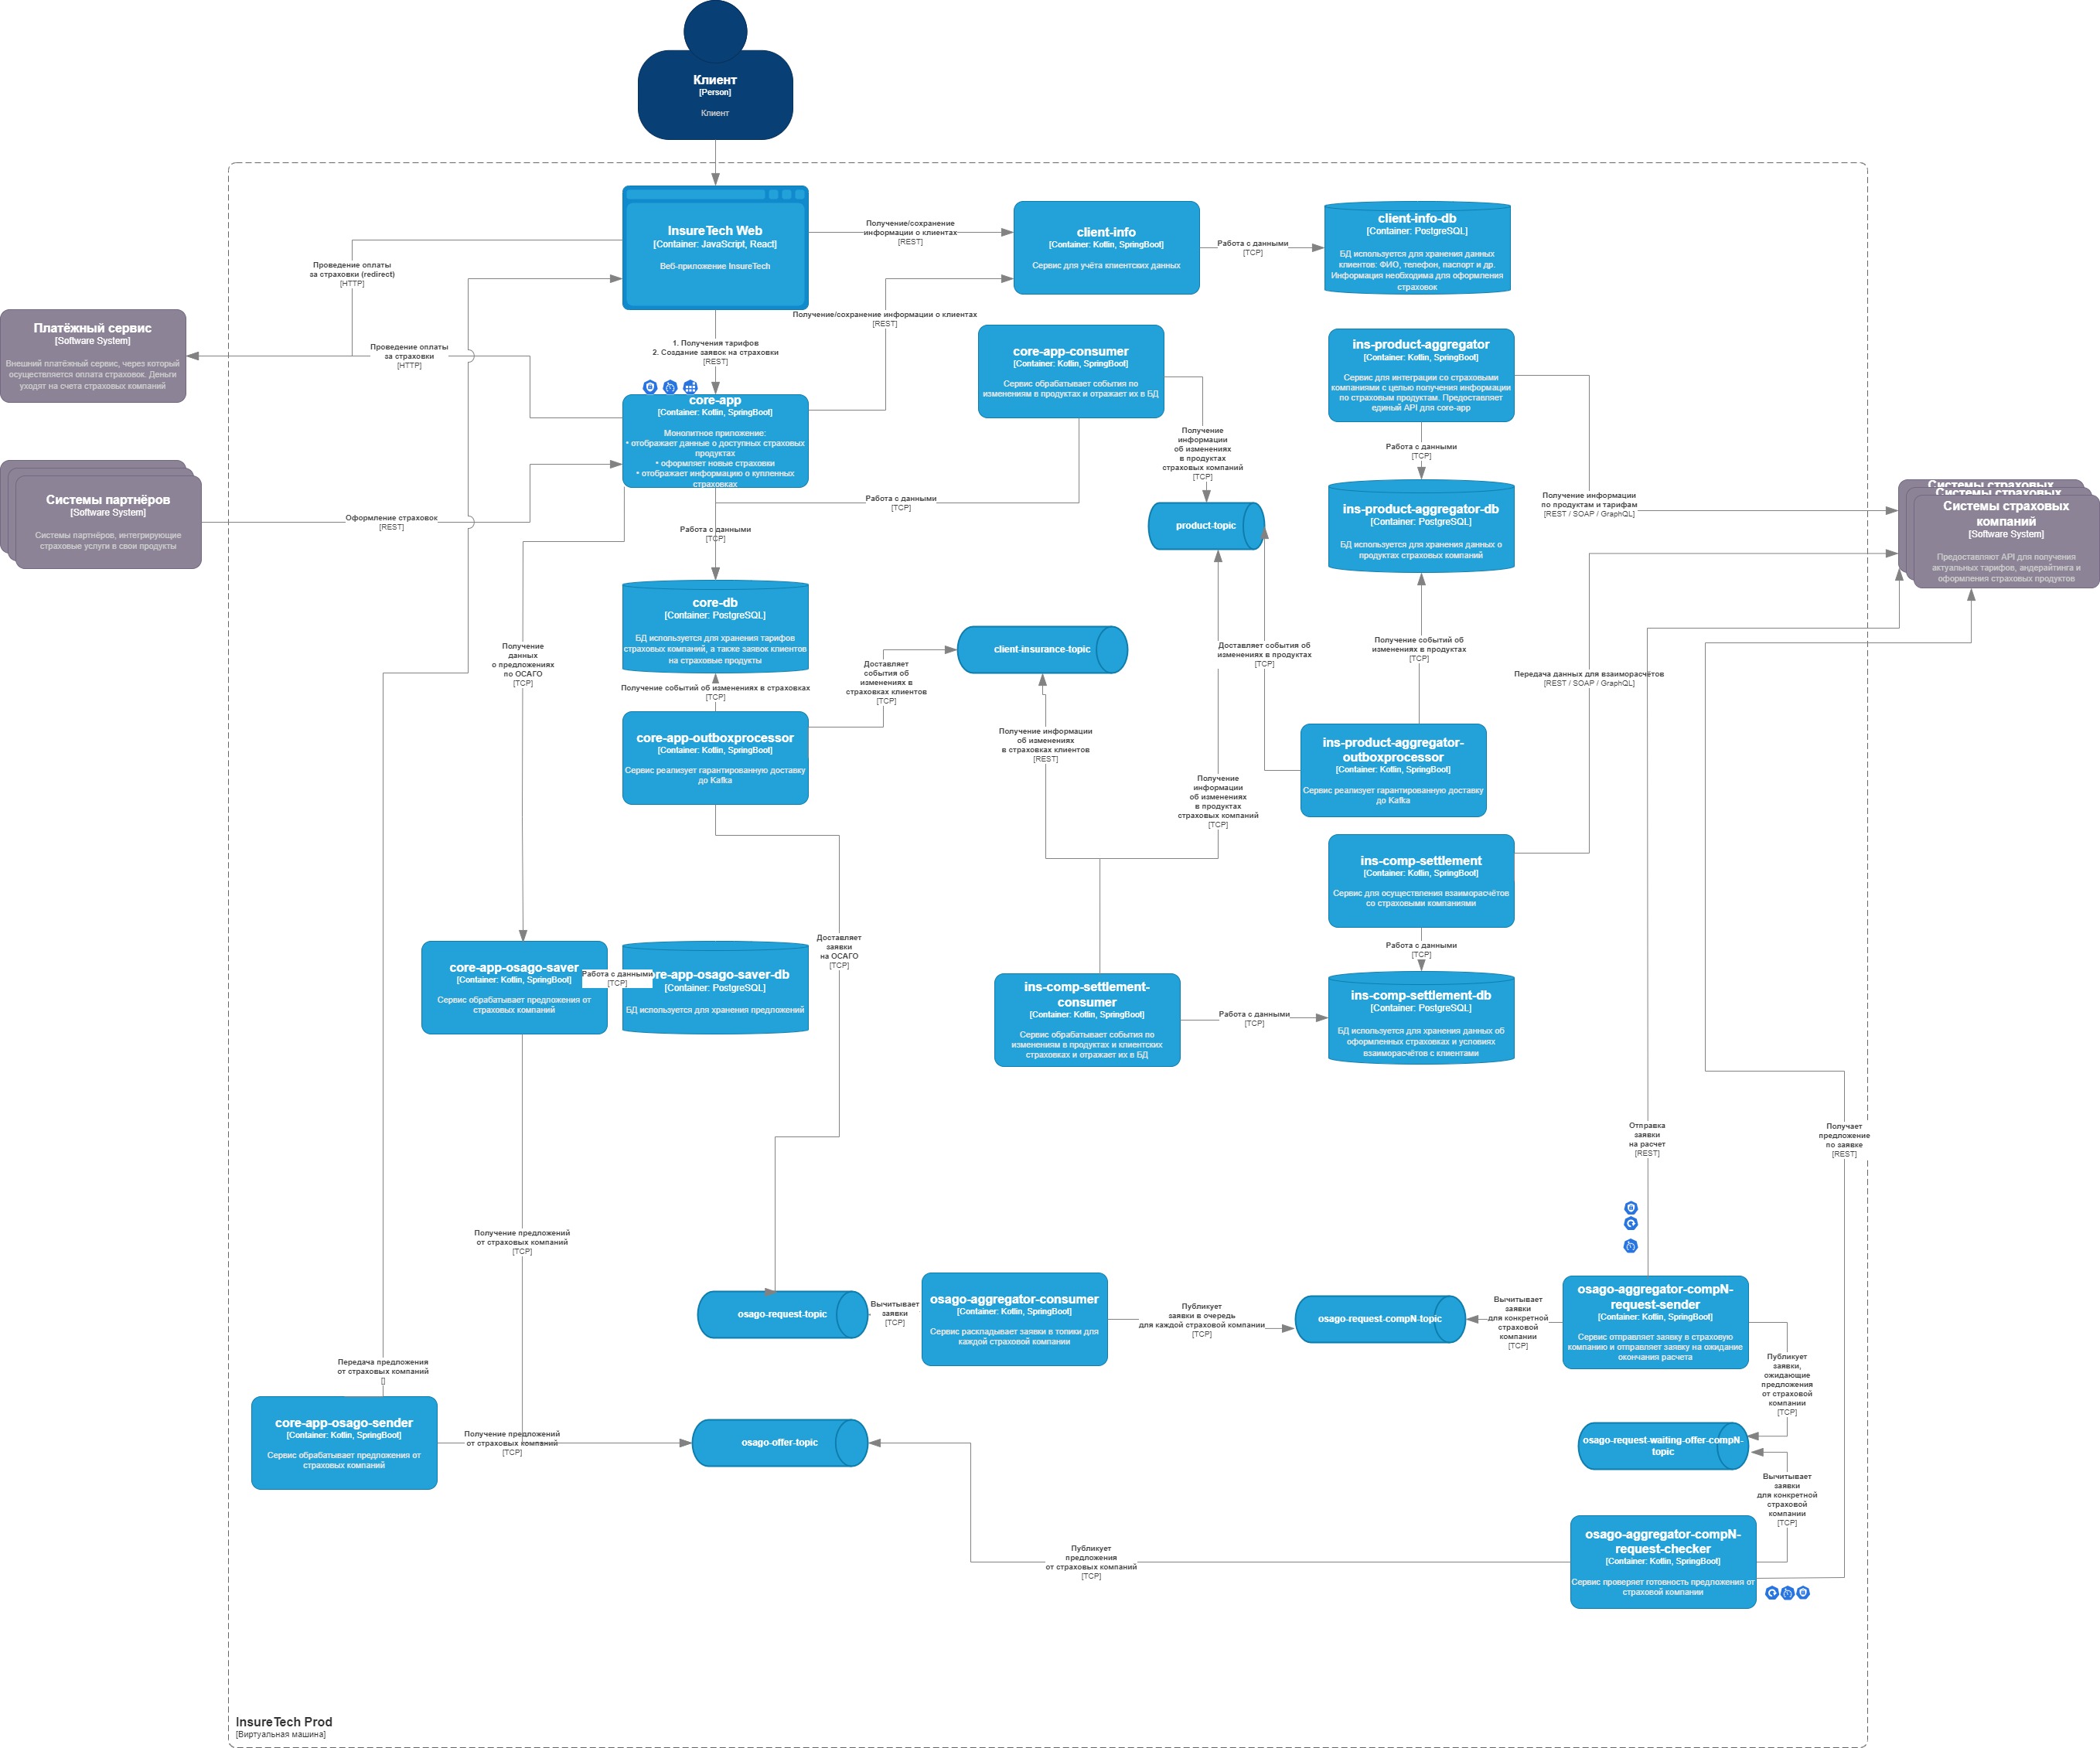 Клиент
[Person]
Клиент
InsureTech Web
[Container: JavaScript, React]
Веб-приложение InsureTech
Получение/сохранение
информации о клиентах
[REST]
client-info
[Container: Kotlin, SpringBoot]
Сервис для учёта клиентских данных
Работа с данными
[TCP]
client-info-db
[Container: PostgreSQL]
БД используется для хранения данных
клиентов: ФИО, телефон, паспорт и др.
Информация необходима для оформления
страховок
Проведение оплаты
за страховки (redirect)
[HTTP]
Платёжный сервис
[Software System]
Внешний платёжный сервис, через который
осуществляется оплата страховок. Деньги
уходят на счета страховых компаний
Проведение оплаты
за страховки
[HTTP]
1. Получения тарифов
2. Создание заявок на страховки
[REST]
Получение/сохранение информации о клиентах
[REST]
core-app
[Container: Kotlin, SpringBoot]
Монолитное приложение:
• отображает данные о доступных страховых
продуктах
• оформляет новые страховки
• отображает информацию о купленных
страховках
core-app-consumer
[Container: Kotlin, SpringBoot]
Сервис обрабатывает события по
изменениям в продуктах и отражает их в БД
ins-product-aggregator
[Container: Kotlin, SpringBoot]
Сервис для интеграции со страховыми
компаниями с целью получения информации
по страховым продуктам. Предоставляет
единый API для core-app
Получение
информации
об изменениях
в продуктах
страховых компаний
[TCP]
Работа с данными
[TCP]
Системы партнёров
[Software System]
Системы партнёров, интегрирующие
страховые услуги в свои продукты
Оформление страховок
[REST]
Работа с данными
[TCP]
Работа с данными
[TCP]
product-topic
ins-product-aggregator-db
[Container: PostgreSQL]
БД используется для хранения данных о
продуктах страховых компаний
Получение информации
по продуктам и тарифам
[REST / SOAP / GraphQL]
Системы страховых
Системы страховых
Системы страховых
компаний
[Software System]
Предоставляют API для получения
актуальных тарифов, андерайтинга и
оформления страховых продуктов
core-db
[Container: PostgreSQL]
БД используется для хранения тарифов
страховых компаний, а также заявок клиентов
на страховые продукты
Получение
данных
о предложениях
по ОСАГО
[TCP]
client-insurance-topic
Доставляет
события об
изменениях в
страховках клиентов
[TCP]
Доставляет события об
изменениях в продуктах
[TCP]
Получение событий об
изменениях в продуктах
[TCP]
Передача данных для взаиморасчётов
[REST / SOAP / GraphQL]
Получение событий об изменениях в страховках
[TCP]
core-app-outboxprocessor
[Container: Kotlin, SpringBoot]
Сервис реализует гарантированную доставку
до Kafka
Получение информации
об изменениях
в страховках клиентов
[REST]
ins-product-aggregator-
outboxprocessor
[Container: Kotlin, SpringBoot]
Сервис реализует гарантированную доставку
до Kafka
Получение
информации
об изменениях
в продуктах
страховых компаний
[TCP]
ins-comp-settlement
[Container: Kotlin, SpringBoot]
Сервис для осуществления взаиморасчётов
со страховыми компаниями
Работа с данными
[TCP]
Доставляет
заявки
на ОСАГО
[TCP]
core-app-osago-saver
[Container: Kotlin, SpringBoot]
Сервис обрабатывает предложения от
страховых компаний
Работа с данными
[TCP]
re-app-osago-saver-db
[Container: PostgreSQL]
БД используется для хранения предложений
ins-comp-settlement-
consumer
[Container: Kotlin, SpringBoot]
Сервис обрабатывает события по
изменениям в продуктах и клиентских
страховках и отражает их в БД
Работа с данными
[TCP]
ins-comp-settlement-db
[Container: PostgreSQL]
БД используется для хранения данных об
оформленных страховках и условиях
взаиморасчётов с клиентами
Отправка
заявки
на расчет
[REST]
Получает
предложение
по заявке
[REST]
Получение предложений
от страховых компаний
[TCP]
osago-request-topic
Вычитывает
заявки
[TCP]
osago-aggregator-consumer
[Container: Kotlin, SpringBoot]
Сервис раскладывает заявки в топики для
каждой страховой компании
Публикует
заявки в очередь
для каждой страховой компании
[TCP]
osago-request-compN-topic
Вычитывает
заявки
для конкретной
страховой
компании
[TCP]
osago-aggregator-compN-
request-sender
[Container: Kotlin, SpringBoot]
Сервис отправляет заявку в страховую
компанию и отправляет заявку на ожидание
окончания расчета
Передача предложения
от страховых компаний
[]
Публикует
заявки,
ожидающие
предложения
от страховой
компании
[TCP]
core-app-osago-sender
[Container: Kotlin, SpringBoot]
Сервис обрабатывает предложения от
страховых компаний
Получение предложений
от страховых компаний
[TCP]
osago-offer-topic
osago-request-waiting-offer-compN-
topic
Вычитывает
заявки
для конкретной
страховой
компании
[TCP]
Публикует
предложения
от страховых компаний
[TCP]
osago-aggregator-compN-
request-checker
[Container: Kotlin, SpringBoot]
Сервис проверяет готовность предложения от
страховой компании
InsureTech Prod
[Виртуальная машина]